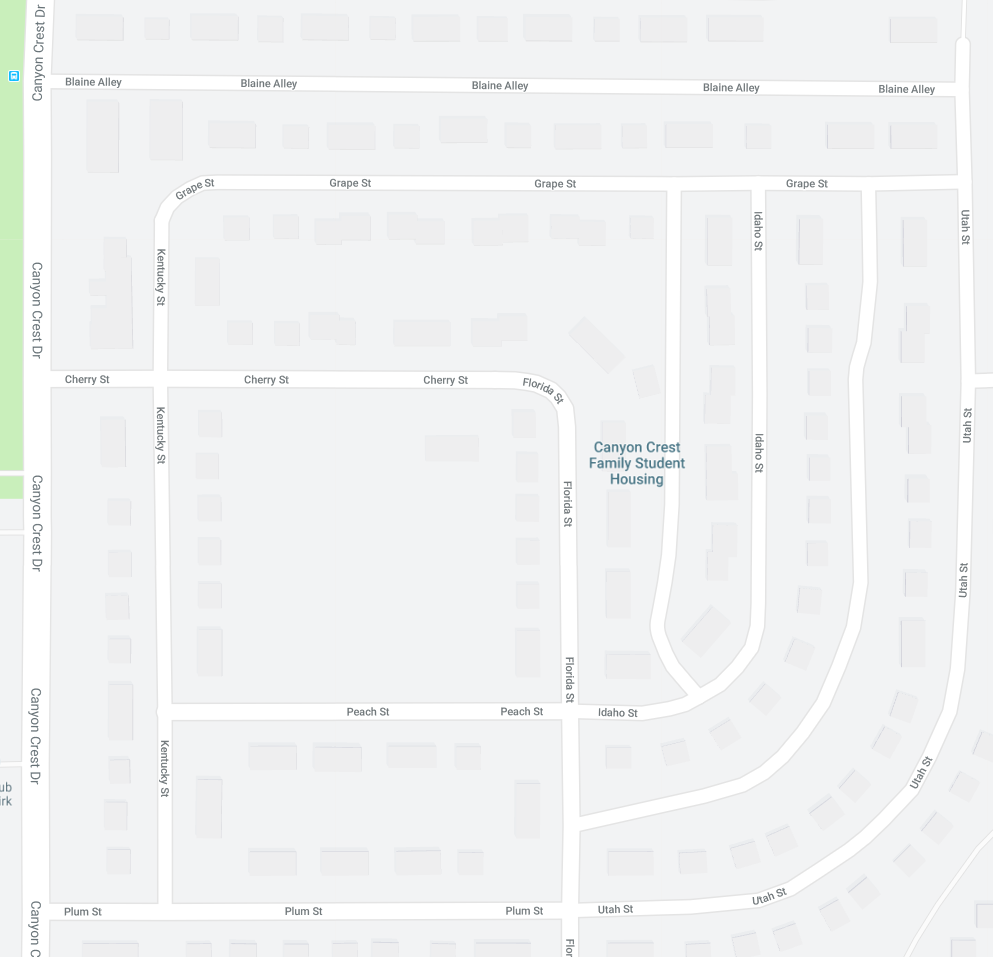 Canyon Crest Dr
Blaine Alley
Blaine Alley
Blaine Alley
Blaine Alley
Blaine Alley
Grape St
Grape St
Grape St
Grape St
Idaho St
Utah St
Kentucky St
Canyon Crest Dr
Cherry St
Cherry St
Cherry St
Florida St
Kentucky St
Utah St
Idaho St
Canyon Crest
Family Student
Housing
Canyon Crest Dr
Florida St
Utah St
Florida St
Peach St
Peach St
Idaho St
Canyon Crest Dr
Kentucky St
Utah St
ub
irk
Utah St
Plum St
Plum St
Plum St
Utah St
Canyon C
Flor